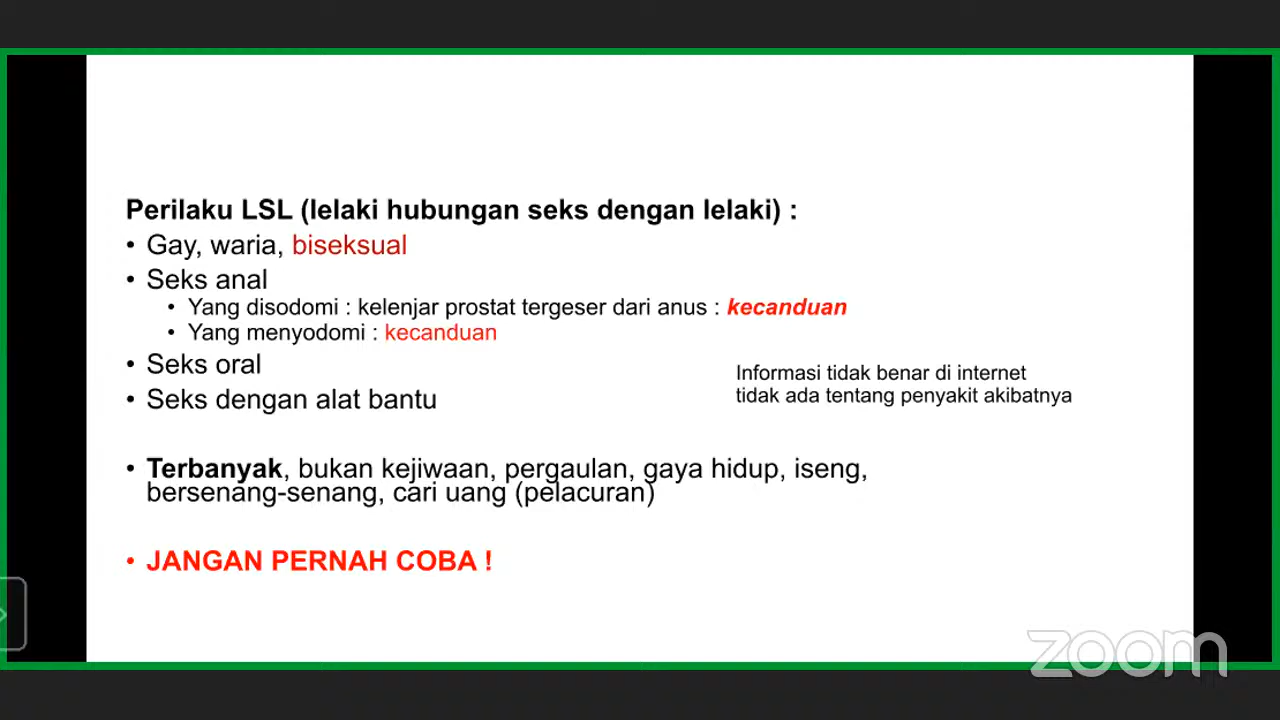 Perilaku LSL (lelaki hubungan seks dengan lelaki) :
• Gay, waria, biseksual
• Seks anal
• Yang disodomi : kelenjar prostat tergeser dari anus : kecanduan
• Yang menyodomi : kecanduan
• Seks oral
• Seks dengan alat bantu
Informasi tidak benar di internet
tidak ada tentang penyakit akibatnya
• Terbanyak, bukan kejiwaan, pergaulan, gaya hidup, iseng,
bersenang-senang, cari uang (pelacuran)
• JANGAN PERNAH COBA !
zoom